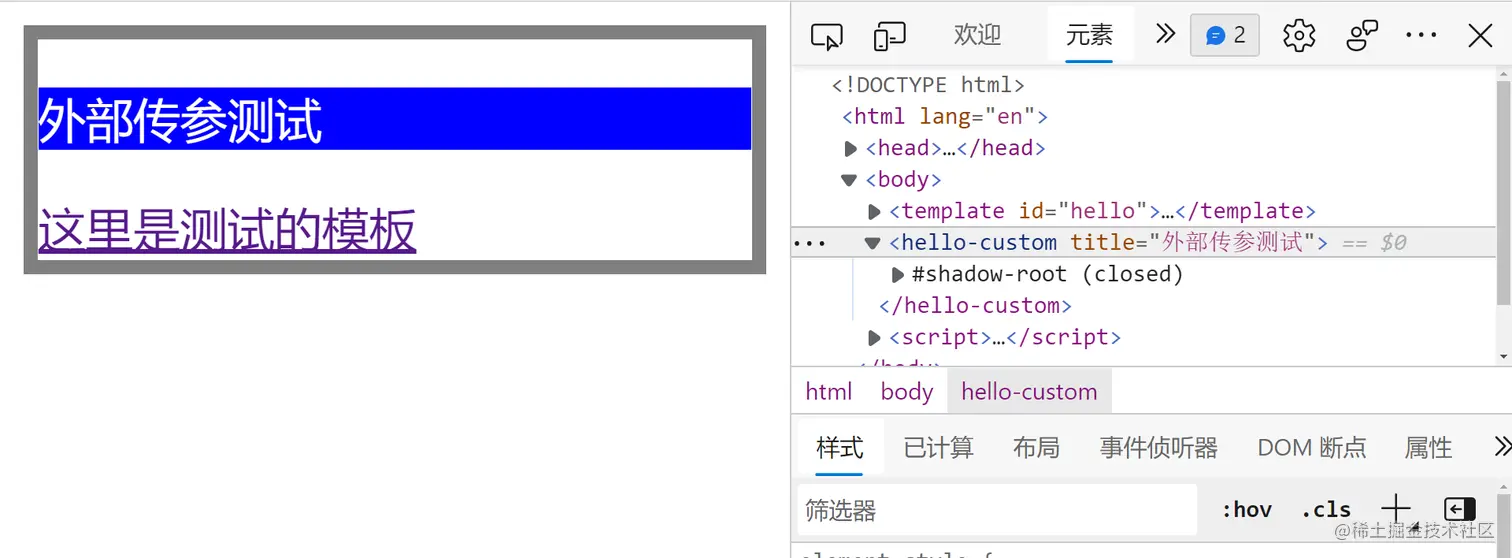 外部传参测试
这里是测试的模板
欢迎 元素 2
<!DOCTYPE html>
<html lang="en">
<head>…</head>
<body>
<template id="hello">…</template>
<hello-custom title="外部传参测试"> == $0
#shadow-root (closed)
</hello-custom>
<script>…</script>
</body>
html body hello-custom
样式 已计算 布局 事件侦听器 DOM 断点 属性
筛选器 :hov .cls
@稀土掘金技术社区
element.style {